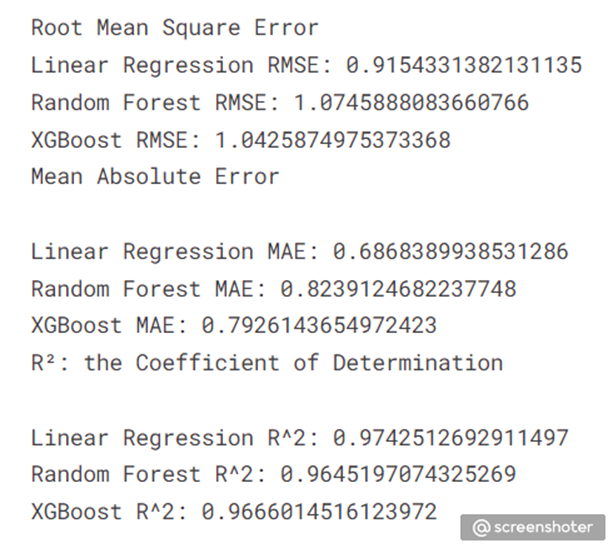 Root Mean Square Error
Linear Regression RMSE: 0.9154331382131135
Random Forest RMSE: 1.0745888083660766
XGBoost RMSE: 1.0425874975373368
Mean Absolute Error
Linear Regression MAE: 0.6868389938531286
Random Forest MAE: 0.8239124682237748
XGBoost MAE: 0.7926143654972423
R²: the Coefficient of Determination
Linear Regression R^2: 0.9742512692911497
Random Forest R^2: 0.9645197074325269
XGBoost R^2: 0.9666014516123972
@screenshoter